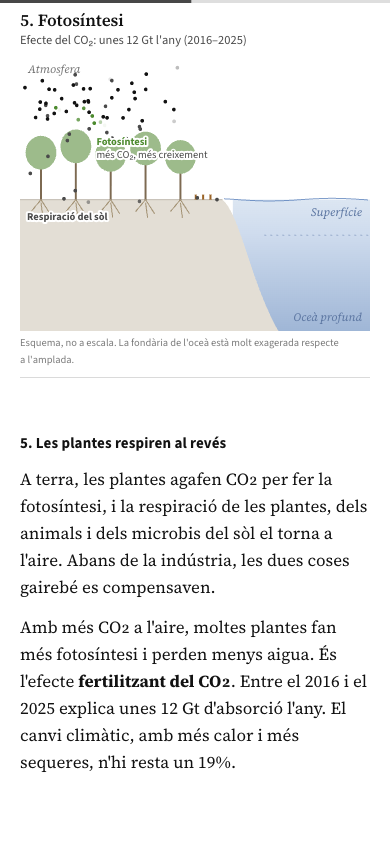 5. Fotosíntesi
Efecte del CO₂: unes 12 Gt l'any (2016–2025)
Atmosfera
Fotosíntesi
més CO₂, més creixement
Respiració del sòl
Superfície
Oceà profund
Esquema, no a escala. La fondària de l'oceà està molt exagerada respecte
a l'amplada.
5. Les plantes respiren al revés
A terra, les plantes agafen CO₂ per fer la
fotosíntesi, i la respiració de les plantes, dels
animals i dels microbis del sòl el torna a
l'aire. Abans de la indústria, les dues coses
gairebé es compensaven.
Amb més CO₂ a l'aire, moltes plantes fan
més fotosíntesi i perden menys aigua. És
l'efecte fertilitzant del CO₂. Entre el 2016 i el
2025 explica unes 12 Gt d'absorció l'any. El
canvi climàtic, amb més calor i més
sequeres, n'hi resta un 19%.